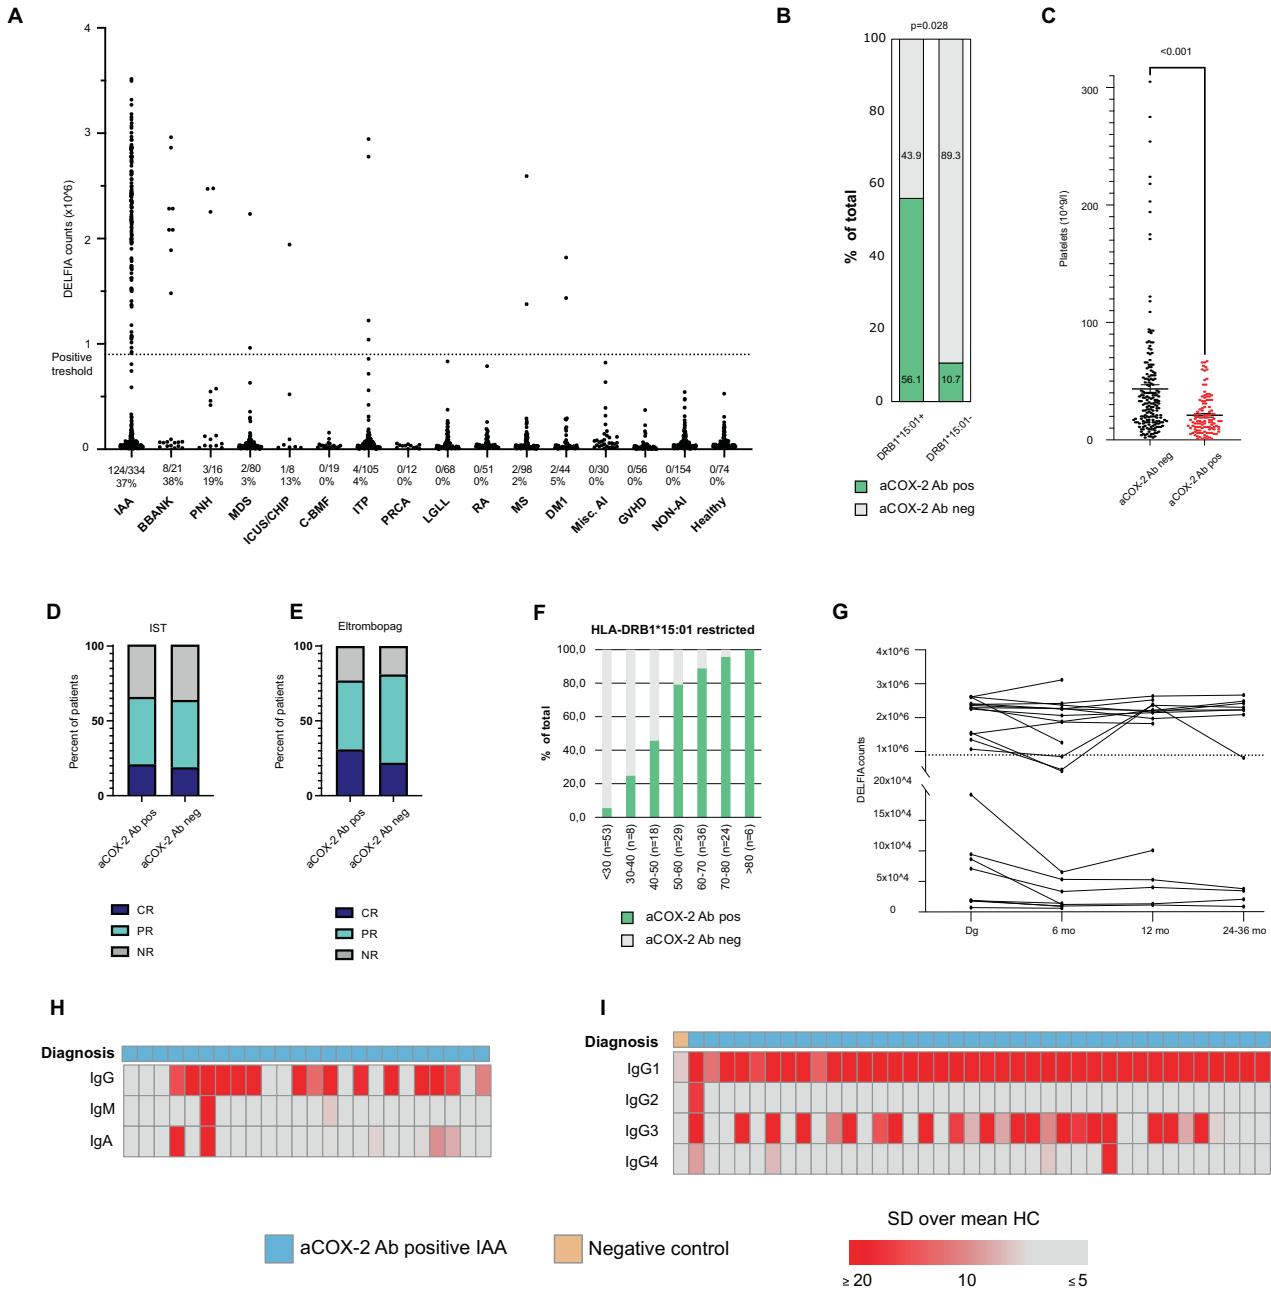 A
4
3
2
1
0
DELFIA counts (x10^6)
Positive
treshold
124/334 8/21 3/16 2/80 1/8 0/19 4/105 0/12 0/68 0/51 2/98 2/44 0/30 0/56 0/154 0/74
37% 38% 19% 3% 13% 0% 4% 0% 0% 0% 2% 5% 0% 0% 0% 0%
IAA BBANK PNH MDS ICUS/CHIP C-BMF ITP PRCA LGLL RA MS DM1 Misc. AI GVHD NON-AI Healthy
B
p=0.028
100
80
60
40
20
0
% of total
43.9 89.3
56.1 10.7
DRB1*15:01+ DRB1*15:01-
aCOX-2 Ab pos
aCOX-2 Ab neg
C
<0.001
300
200
100
0
Platelets (10^9/l)
aCOX-2 Ab neg aCOX-2 Ab pos
D
IST
100
50
0
Percent of patients
aCOX-2 Ab pos aCOX-2 Ab neg
CR
PR
NR
E
Eltrombopag
100
50
0
Percent of patients
aCOX-2 Ab pos aCOX-2 Ab neg
CR
PR
NR
F
HLA-DRB1*15:01 restricted
100,0
80,0
60,0
40,0
20,0
0,0
% of total
<30 (n=53)
30-40 (n=8)
40-50 (n=18)
50-60 (n=29)
60-70 (n=36)
70-80 (n=24)
>80 (n=6)
aCOX-2 Ab pos
aCOX-2 Ab neg
G
4x10^6
3x10^6
2x10^6
1x10^6
20x10^4
15x10^4
10x10^4
5x10^4
0
DELFIA counts
Dg 6 mo 12 mo 24-36 mo
H
Diagnosis
IgG
IgM
IgA
I
Diagnosis
IgG1
IgG2
IgG3
IgG4
aCOX-2 Ab positive IAA
Negative control
SD over mean HC
≥ 20 10 ≤ 5